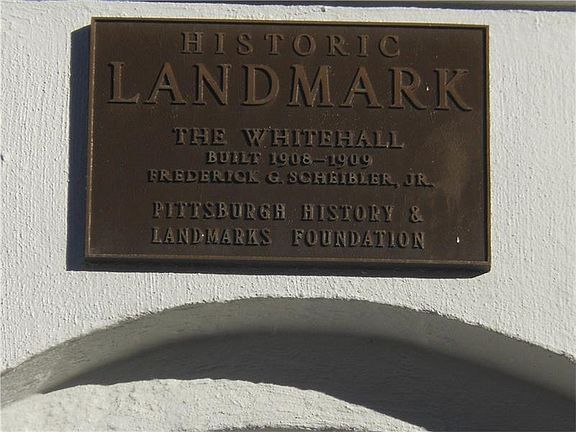 HISTORIC
LANDMARK
THE WHITEHALL
BUILT 1908–1909
FREDERICK G. SCHEIBLER, JR.
PITTSBURGH HISTORY &
LANDMARKS FOUNDATION